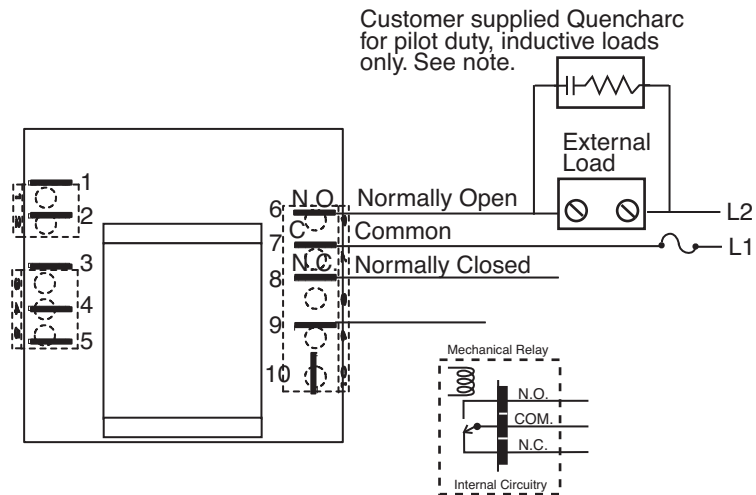 Customer supplied Quencharc
for pilot duty, inductive loads
only. See note.
External
Load
1
2
3
4
5
6 N.O. Normally Open
L2
7 C Common
L1
8 N.C. Normally Closed
9
10
Mechanical Relay
N.O.
COM.
N.C.
Internal Circuitry